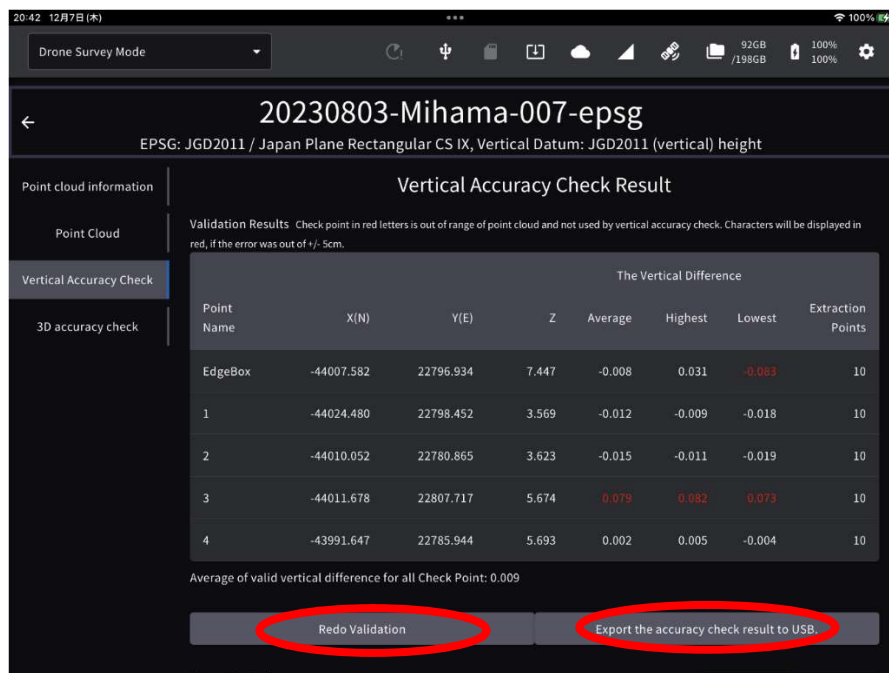 20:42 12月7日(木)
100%
Drone Survey Mode
92GB
/198GB
100%
100%
20230803-Mihama-007-epsg
EPSG: JGD2011 / Japan Plane Rectangular CS IX, Vertical Datum: JGD2011 (vertical) height
Point cloud information
Point Cloud
Vertical Accuracy Check
3D accuracy check
Vertical Accuracy Check Result
Validation Results Check point in red letters is out of range of point cloud and not used by vertical accuracy check. Characters will be displayed in
red, if the error was out of +/- 5cm.
The Vertical Difference
Point Name X(N) Y(E) Z Average Highest Lowest Extraction Points
EdgeBox -44007.582 22796.934 7.447 -0.008 0.031 -0.083 10
1 -44024.480 22798.452 3.569 -0.012 -0.009 -0.018 10
2 -44010.052 22780.865 3.623 -0.015 -0.011 -0.019 10
3 -44011.678 22807.717 5.674 0.079 0.082 0.073 10
4 -43991.647 22785.944 5.693 0.002 0.005 -0.004 10
Average of valid vertical difference for all Check Point: 0.009
Redo Validation
Export the accuracy check result to USB.